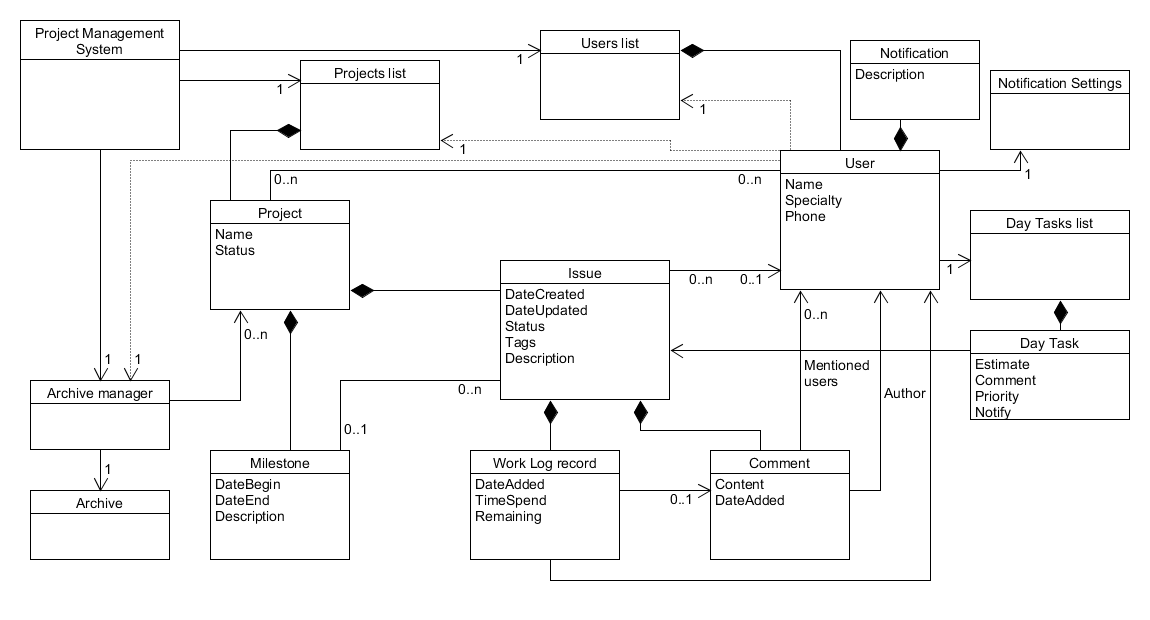 Project Management
System
Users list
Notification
Description
Projects list
Notification Settings
1
1
1
1
User
Name
Specialty
Phone
1
0..n
0..n
Project
Name
Status
Day Tasks list
1
Issue
DateCreated
DateUpdated
Status
Tags
Description
0..n
0..1
0..n
0..n
Day Task
Estimate
Comment
Priority
Notify
1
1
Mentioned
users
Author
Archive manager
0..n
0..1
1
Milestone
DateBegin
DateEnd
Description
Work Log record
DateAdded
TimeSpend
Remaining
0..1
Comment
Content
DateAdded
Archive